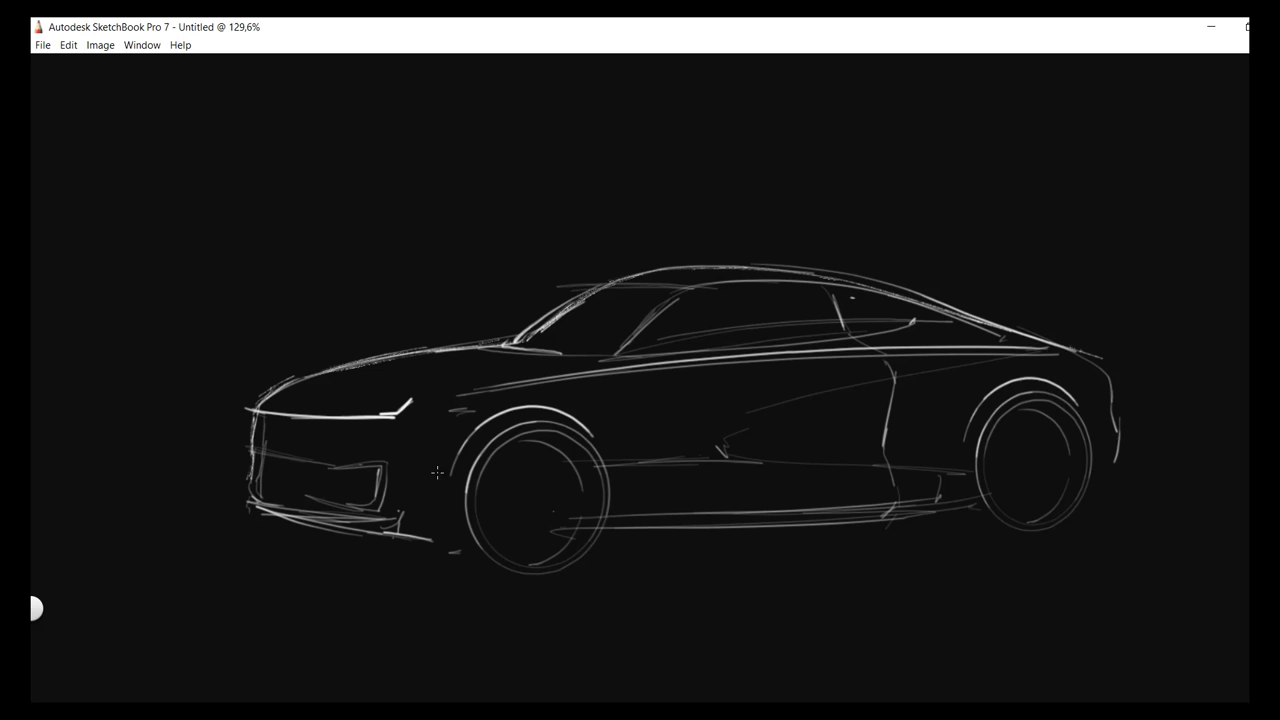 Autodesk SketchBook Pro 7 - Untitled @ 129,6%
File Edit Image Window Help